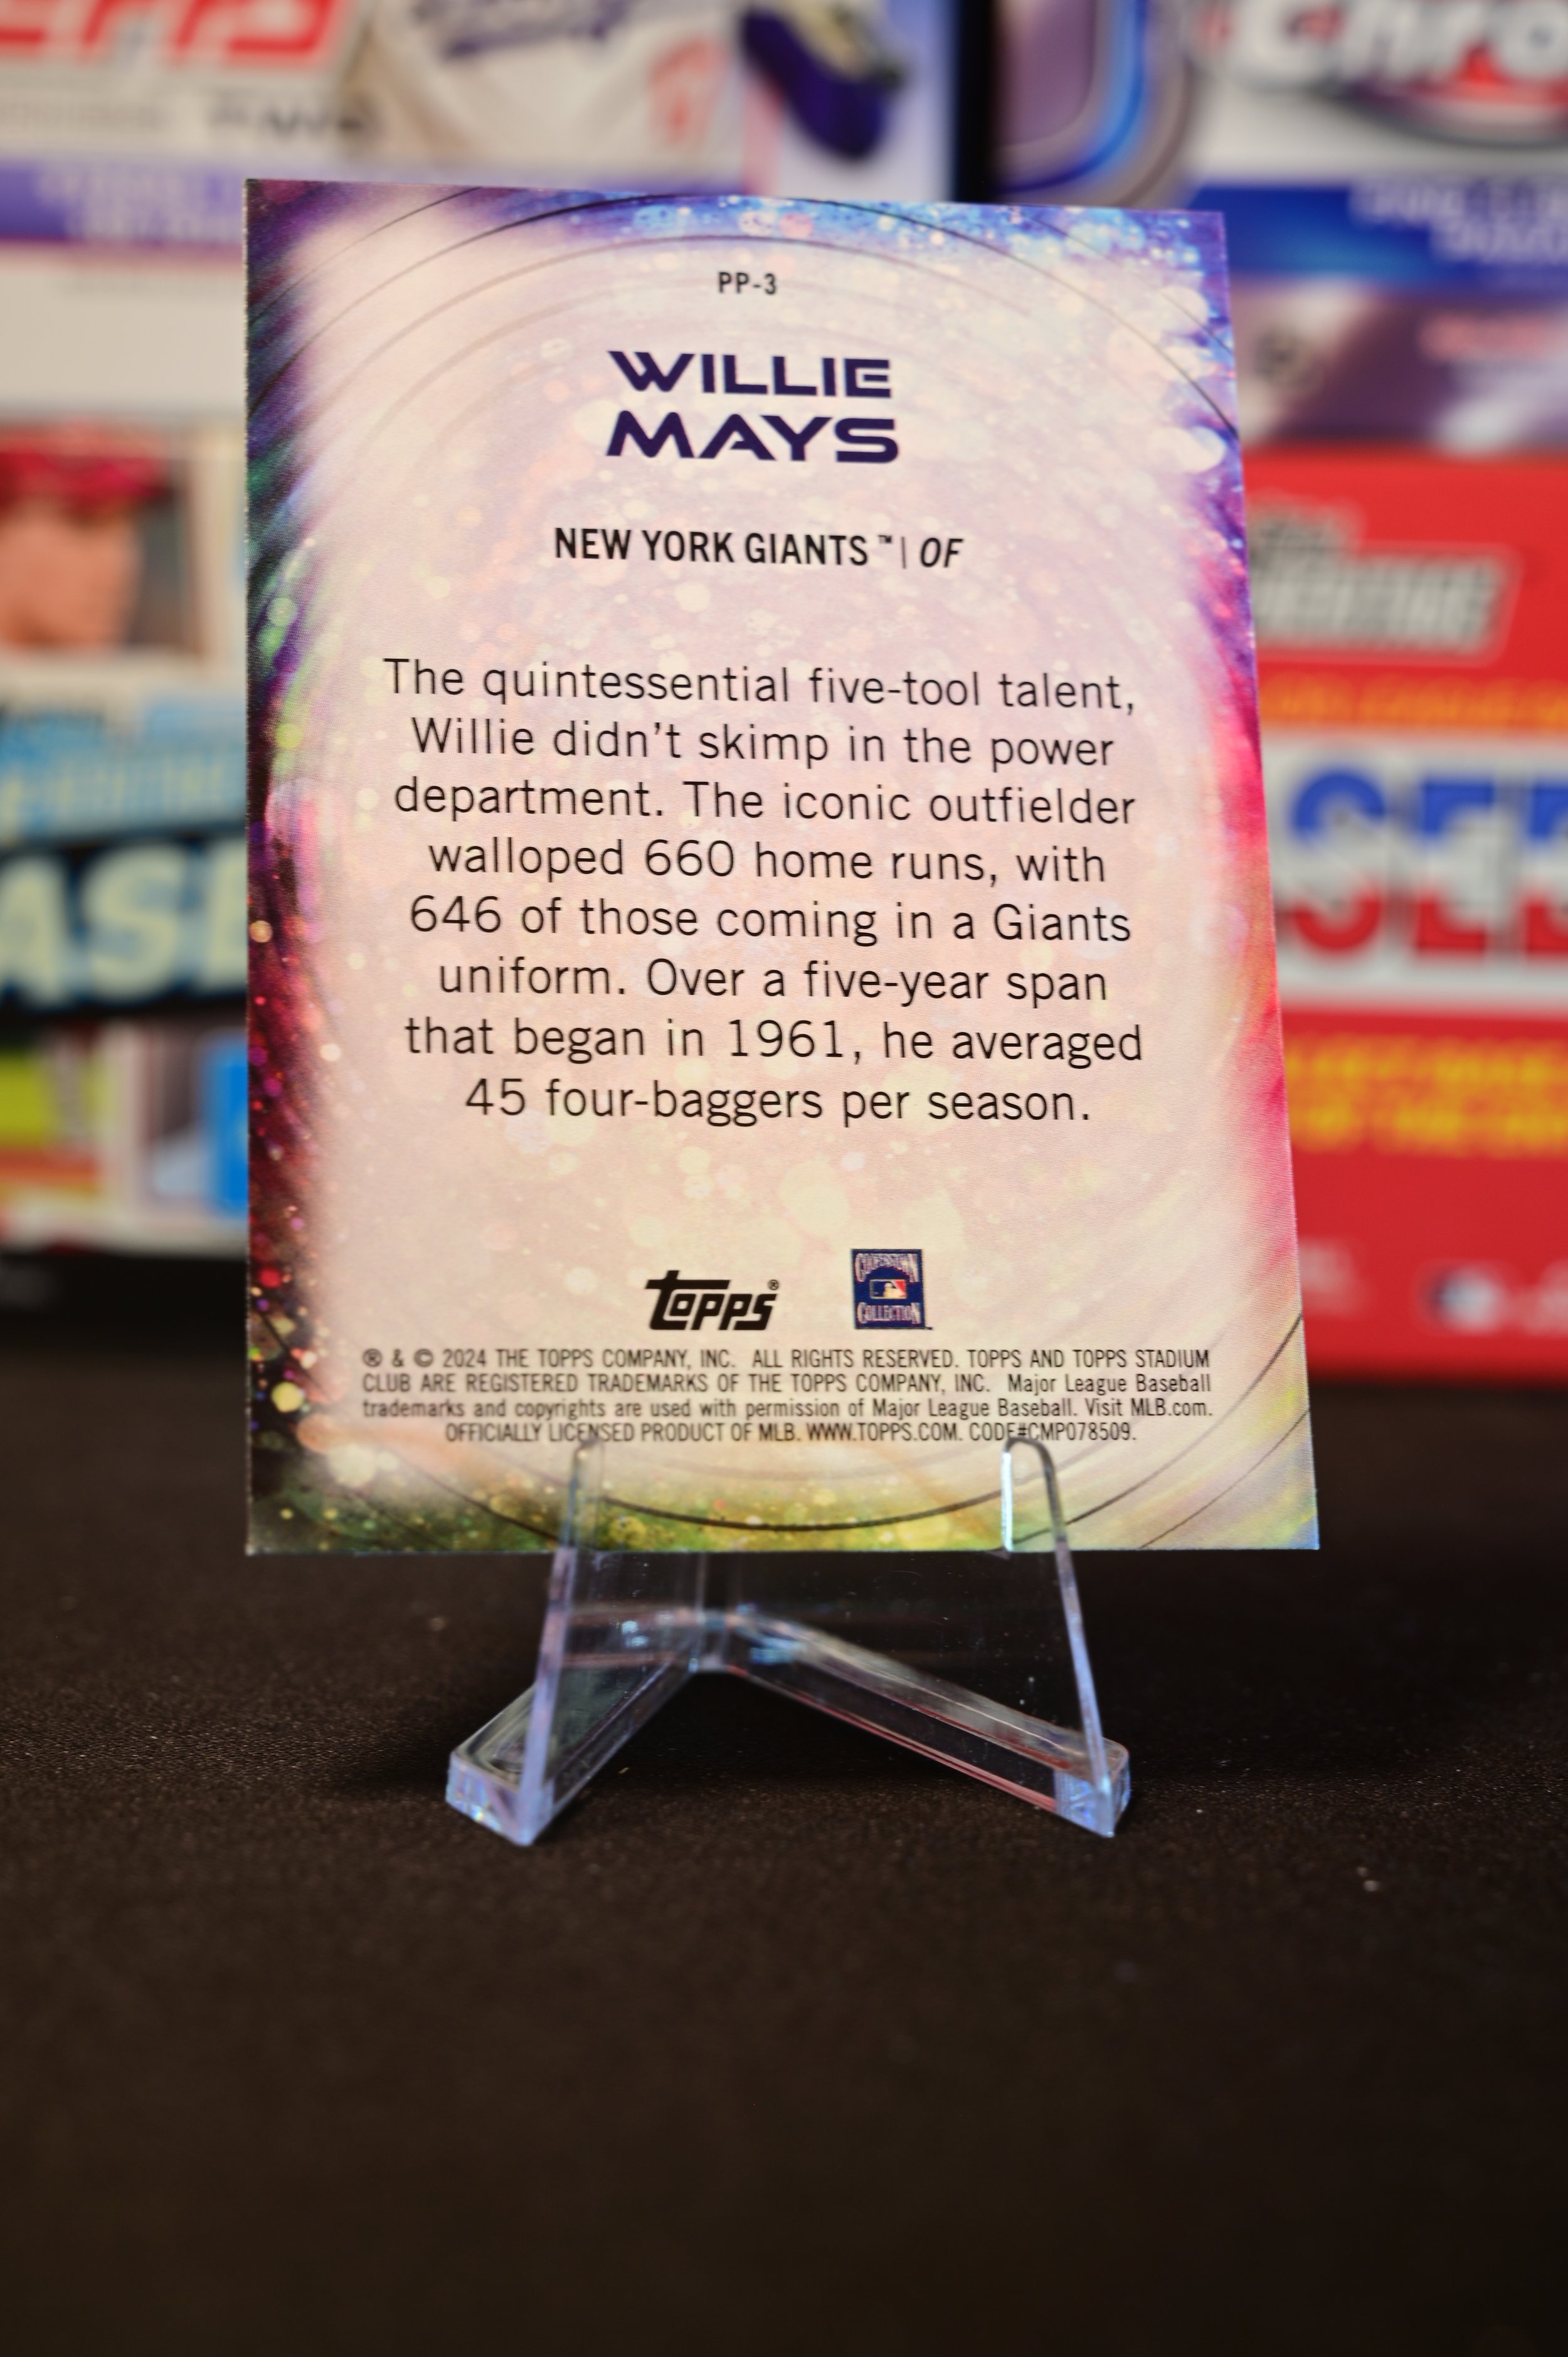 PP-3
WILLIE
MAYS
NEW YORK GIANTS™ | OF
The quintessential five-tool talent,
Willie didn't skimp in the power
department. The iconic outfielder
walloped 660 home runs, with
646 of those coming in a Giants
uniform. Over a five-year span
that began in 1961, he averaged
45 four-baggers per season.
topps®
COOPERSTOWN
COLLECTION™
® & © 2024 THE TOPPS COMPANY, INC. ALL RIGHTS RESERVED. TOPPS AND TOPPS STADIUM
CLUB ARE REGISTERED TRADEMARKS OF THE TOPPS COMPANY, INC. Major League Baseball
trademarks and copyrights are used with permission of Major League Baseball. Visit MLB.com.
OFFICIALLY LICENSED PRODUCT OF MLB. WWW.TOPPS.COM. CODE#CMP078509.